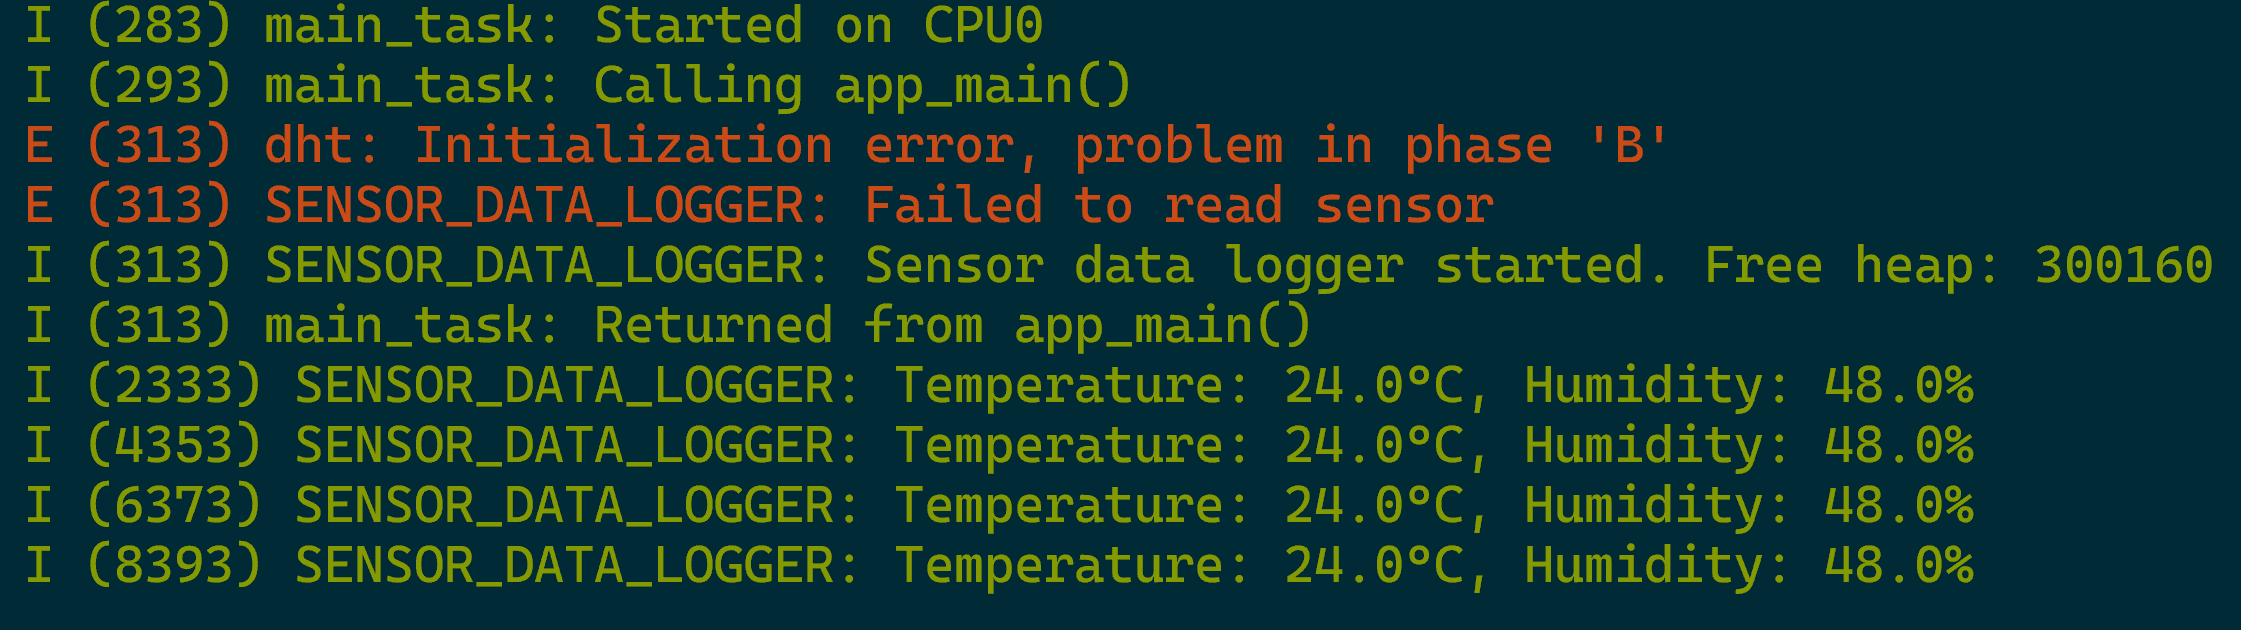 I (283) main_task: Started on CPU0
I (293) main_task: Calling app_main()
E (313) dht: Initialization error, problem in phase 'B'
E (313) SENSOR_DATA_LOGGER: Failed to read sensor
I (313) SENSOR_DATA_LOGGER: Sensor data logger started. Free heap: 300160
I (313) main_task: Returned from app_main()
I (2333) SENSOR_DATA_LOGGER: Temperature: 24.0°C, Humidity: 48.0%
I (4353) SENSOR_DATA_LOGGER: Temperature: 24.0°C, Humidity: 48.0%
I (6373) SENSOR_DATA_LOGGER: Temperature: 24.0°C, Humidity: 48.0%
I (8393) SENSOR_DATA_LOGGER: Temperature: 24.0°C, Humidity: 48.0%